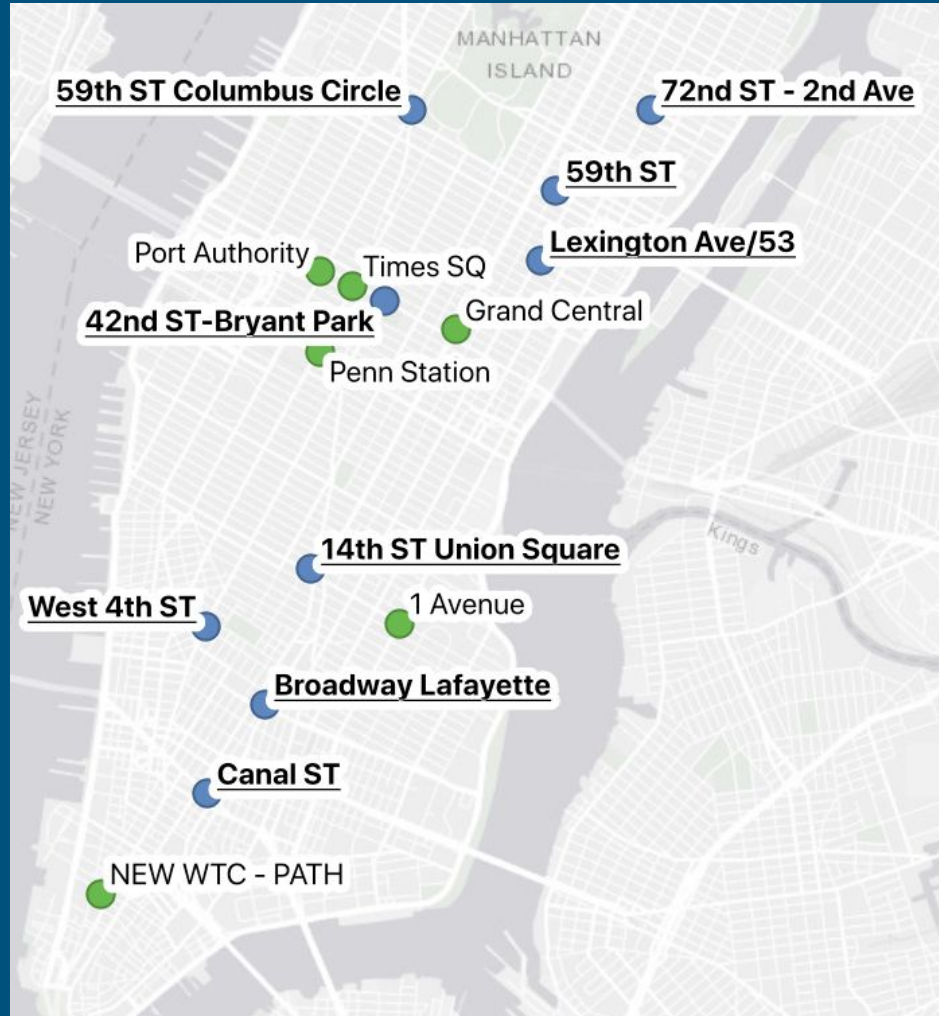 MANHATTAN
ISLAND
59th ST Columbus Circle
72nd ST - 2nd Ave
59th ST
Lexington Ave/53
Port Authority
Times SQ
Grand Central
42nd ST-Bryant Park
Penn Station
NEW JERSEY
NEW YORK
14th ST Union Square
Kings
1 Avenue
West 4th ST
Broadway Lafayette
Canal ST
NEW WTC - PATH